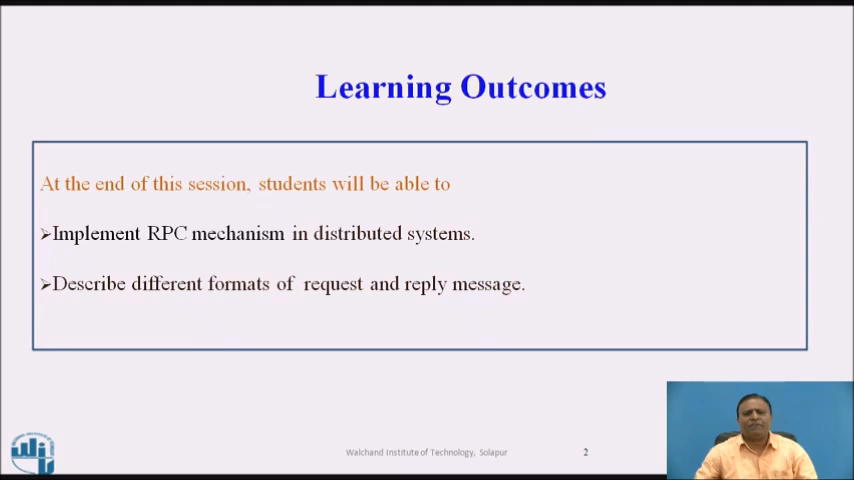 Learning Outcomes
At the end of this session, students will be able to
➢Implement RPC mechanism in distributed systems.
➢Describe different formats of request and reply message.
Walchand Institute of Technology, Solapur
2